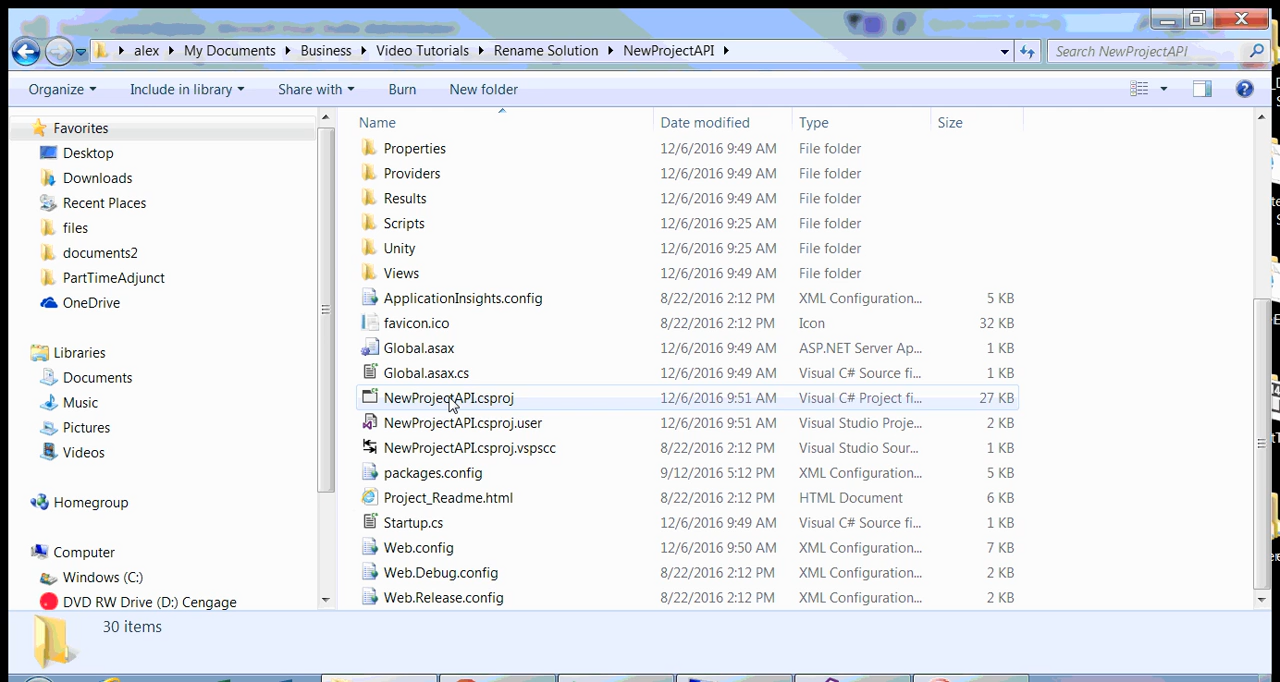 alex My Documents Business Video Tutorials Rename Solution NewProjectAPI
Search NewProjectAPI
Organize Include in library Share with Burn New folder
Name Date modified Type Size
Favorites
Desktop
Downloads
Recent Places
files
documents2
PartTimeAdjunct
OneDrive
Libraries
Documents
Music
Pictures
Videos
Homegroup
Computer
Windows (C:)
DVD RW Drive (D:) Cengage
Properties 12/6/2016 9:49 AM File folder
Providers 12/6/2016 9:49 AM File folder
Results 12/6/2016 9:49 AM File folder
Scripts 12/6/2016 9:25 AM File folder
Unity 12/6/2016 9:25 AM File folder
Views 12/6/2016 9:49 AM File folder
ApplicationInsights.config 8/22/2016 2:12 PM XML Configuration... 5 KB
favicon.ico 8/22/2016 2:12 PM Icon 32 KB
Global.asax 12/6/2016 9:49 AM ASP.NET Server Ap... 1 KB
Global.asax.cs 12/6/2016 9:49 AM Visual C# Source fi... 1 KB
NewProjectAPI.csproj 12/6/2016 9:51 AM Visual C# Project fi... 27 KB
NewProjectAPI.csproj.user 12/6/2016 9:51 AM Visual Studio Proje... 2 KB
NewProjectAPI.csproj.vspscc 8/22/2016 2:12 PM Visual Studio Sour... 1 KB
packages.config 9/12/2016 5:12 PM XML Configuration... 5 KB
Project_Readme.html 8/22/2016 2:12 PM HTML Document 6 KB
Startup.cs 12/6/2016 9:49 AM Visual C# Source fi... 1 KB
Web.config 12/6/2016 9:50 AM XML Configuration... 7 KB
Web.Debug.config 8/22/2016 2:12 PM XML Configuration... 2 KB
Web.Release.config 8/22/2016 2:12 PM XML Configuration... 2 KB
30 items